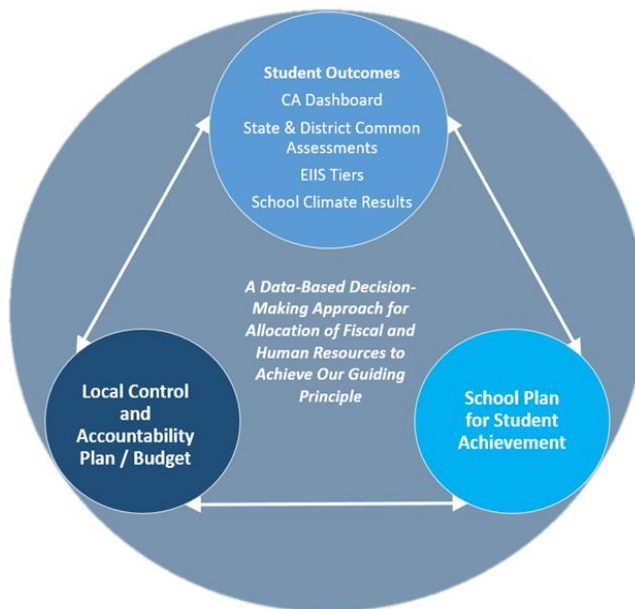 Student Outcomes
CA Dashboard
State & District Common
Assessments
EIIS Tiers
School Climate Results
A Data-Based Decision-
Making Approach for
Allocation of Fiscal and
Human Resources to
Achieve Our Guiding
Principle
Local Control
and
Accountability
Plan / Budget
School Plan
for Student
Achievement